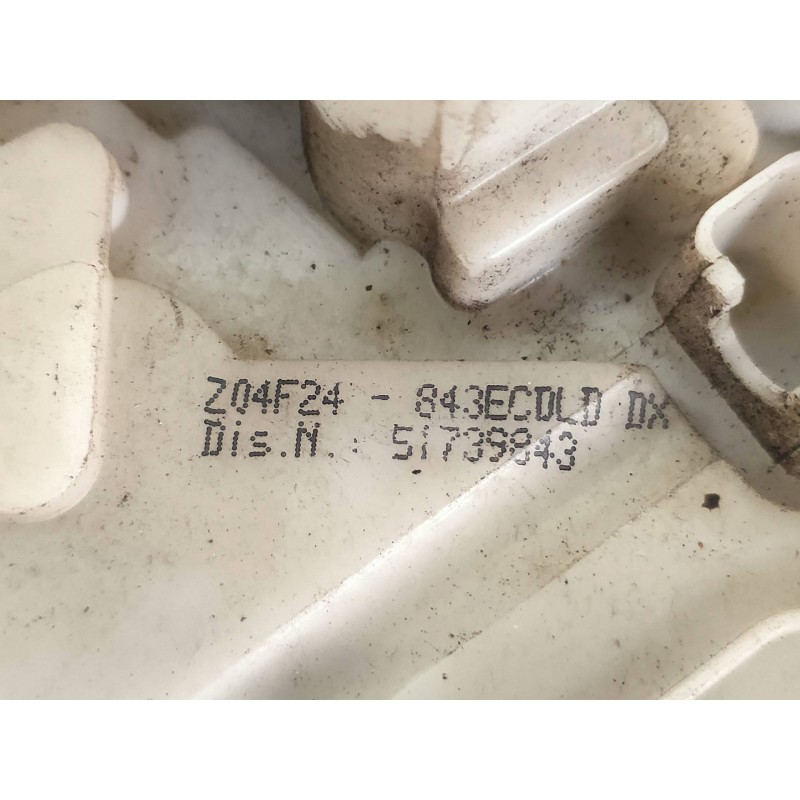 Z04F24 - 843ECDLD DX
Dis.N.: 51739843